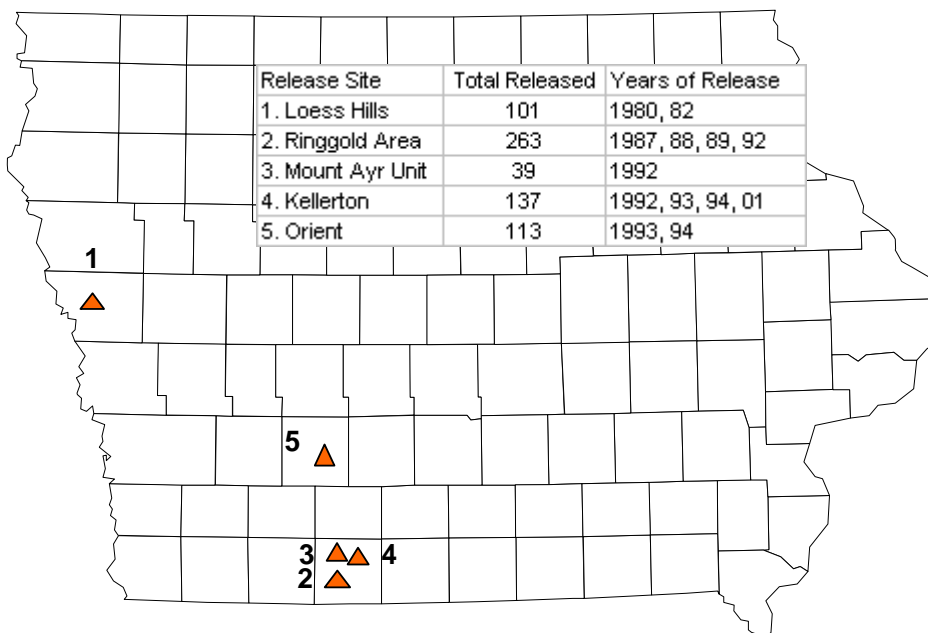 Release Site Total Released Years of Release
1. Loess Hills 101 1980, 82
2. Ringgold Area 263 1987, 88, 89, 92
3. Mount Ayr Unit 39 1992
4. Kellerton 137 1992, 93, 94, 01
5. Orient 113 1993, 94
1
5
3 4
2